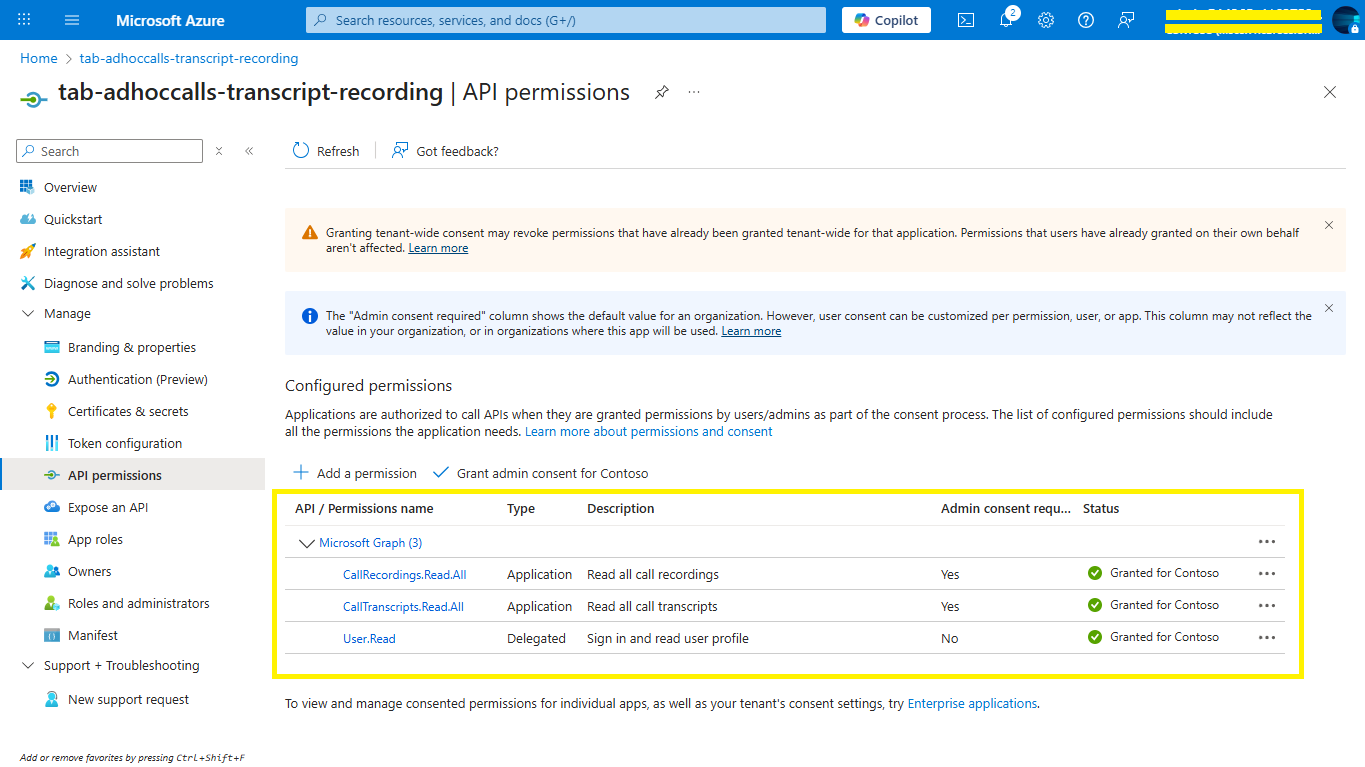 Microsoft Azure
Search resources, services, and docs (G+/)
Copilot
2
Home > tab-adhoccalls-transcript-recording
tab-adhoccalls-transcript-recording | API permissions
Search
Refresh
Got feedback?
Overview
Quickstart
Integration assistant
Diagnose and solve problems
Manage
Branding & properties
Authentication (Preview)
Certificates & secrets
Token configuration
API permissions
Expose an API
App roles
Owners
Roles and administrators
Manifest
Support + Troubleshooting
New support request
Add or remove favorites by pressing Ctrl+Shift+F
Granting tenant-wide consent may revoke permissions that have already been granted tenant-wide for that application. Permissions that users have already granted on their own behalf
aren't affected. Learn more
The "Admin consent required" column shows the default value for an organization. However, user consent can be customized per permission, user, or app. This column may not reflect the
value in your organization, or in organizations where this app will be used. Learn more
Configured permissions
Applications are authorized to call APIs when they are granted permissions by users/admins as part of the consent process. The list of configured permissions should include
all the permissions the application needs. Learn more about permissions and consent
Add a permission
Grant admin consent for Contoso
API / Permissions name Type Description Admin consent requ... Status
Microsoft Graph (3)
CallRecordings.Read.All Application Read all call recordings Yes Granted for Contoso
CallTranscripts.Read.All Application Read all call transcripts Yes Granted for Contoso
User.Read Delegated Sign in and read user profile No Granted for Contoso
To view and manage consented permissions for individual apps, as well as your tenant's consent settings, try Enterprise applications.